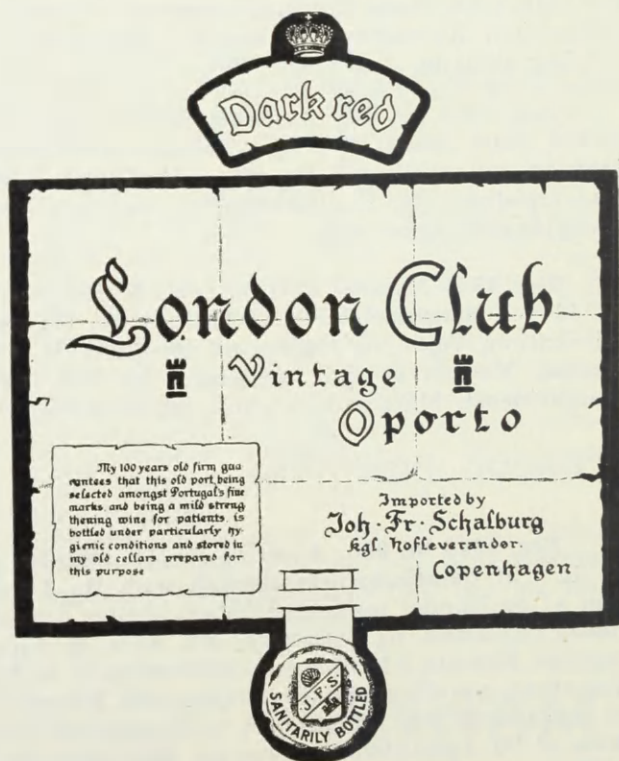 Dark red
London Club
Vintage
Oporto
My 100 years old firm gua
rantees that this old port being
selected amongst Portugal's fine
marks, and being a mild streng
thening wine for patients, is
bottled under particularly hy-
gienic conditions and stored in
my old cellars prepared for
this purpose
Imported by
Joh. Fr. Schalburg
Kgl. Hofleverandør.
Copenhagen
J.F.S.
SANITARILY BOTTLED